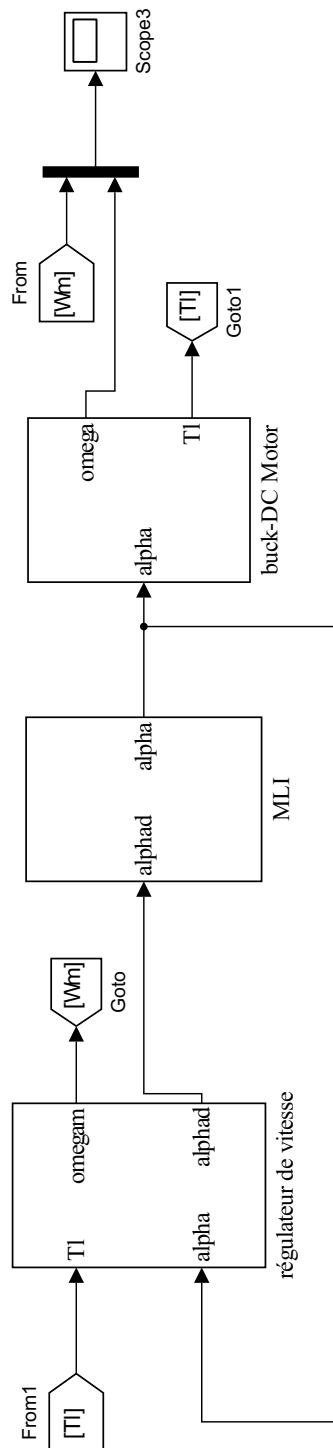 From1
[Tl]
Tl
alpha
omegam
alphad
régulateur de vitesse
[Wm]
Goto
alphad
alpha
MLI
alpha
omega
Tl
buck-DC Motor
[Tl]
Goto1
From
[Wm]
Scope3